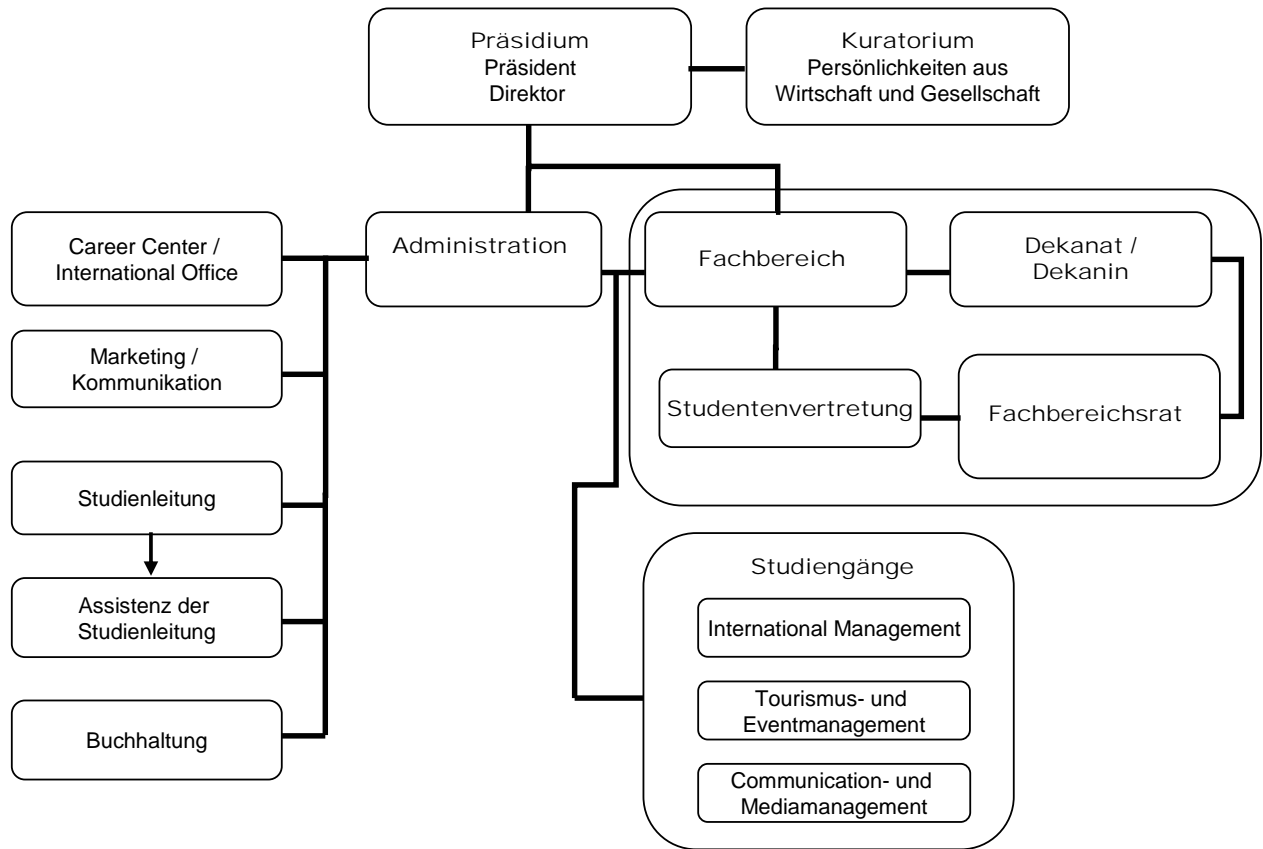 Präsidium
Präsident
Direktor
Kuratorium
Persönlichkeiten aus
Wirtschaft und Gesellschaft
Career Center /
International Office
Administration
Fachbereich
Dekanat /
Dekanin
Marketing /
Kommunikation
Studentenvertretung
Fachbereichsrat
Studienleitung
Assistenz der
Studienleitung
Buchhaltung
Studiengänge
International Management
Tourismus- und
Eventmanagement
Communication- und
Mediamanagement